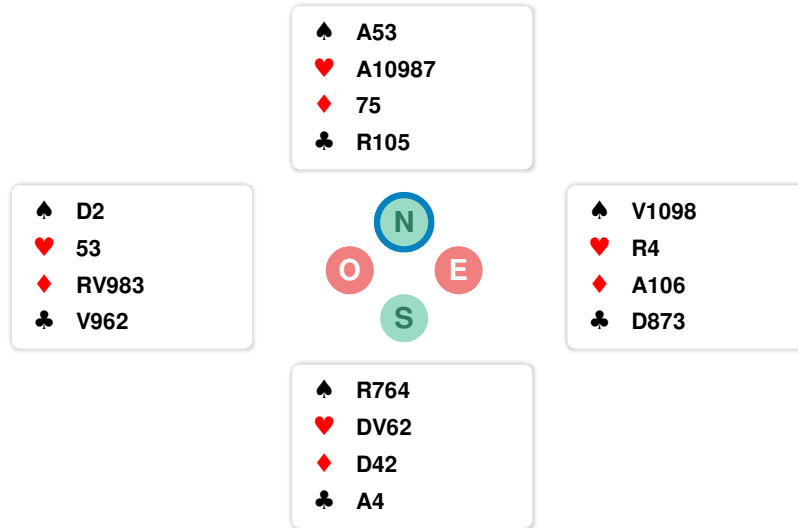 ♠ A53
♥ A10987
♦ 75
♣ R105
♠ D2
♥ 53
♦ RV983
♣ V962
N
O E
S
♠ V1098
♥ R4
♦ A106
♣ D873
♠ R764
♥ DV62
♦ D42
♣ A4